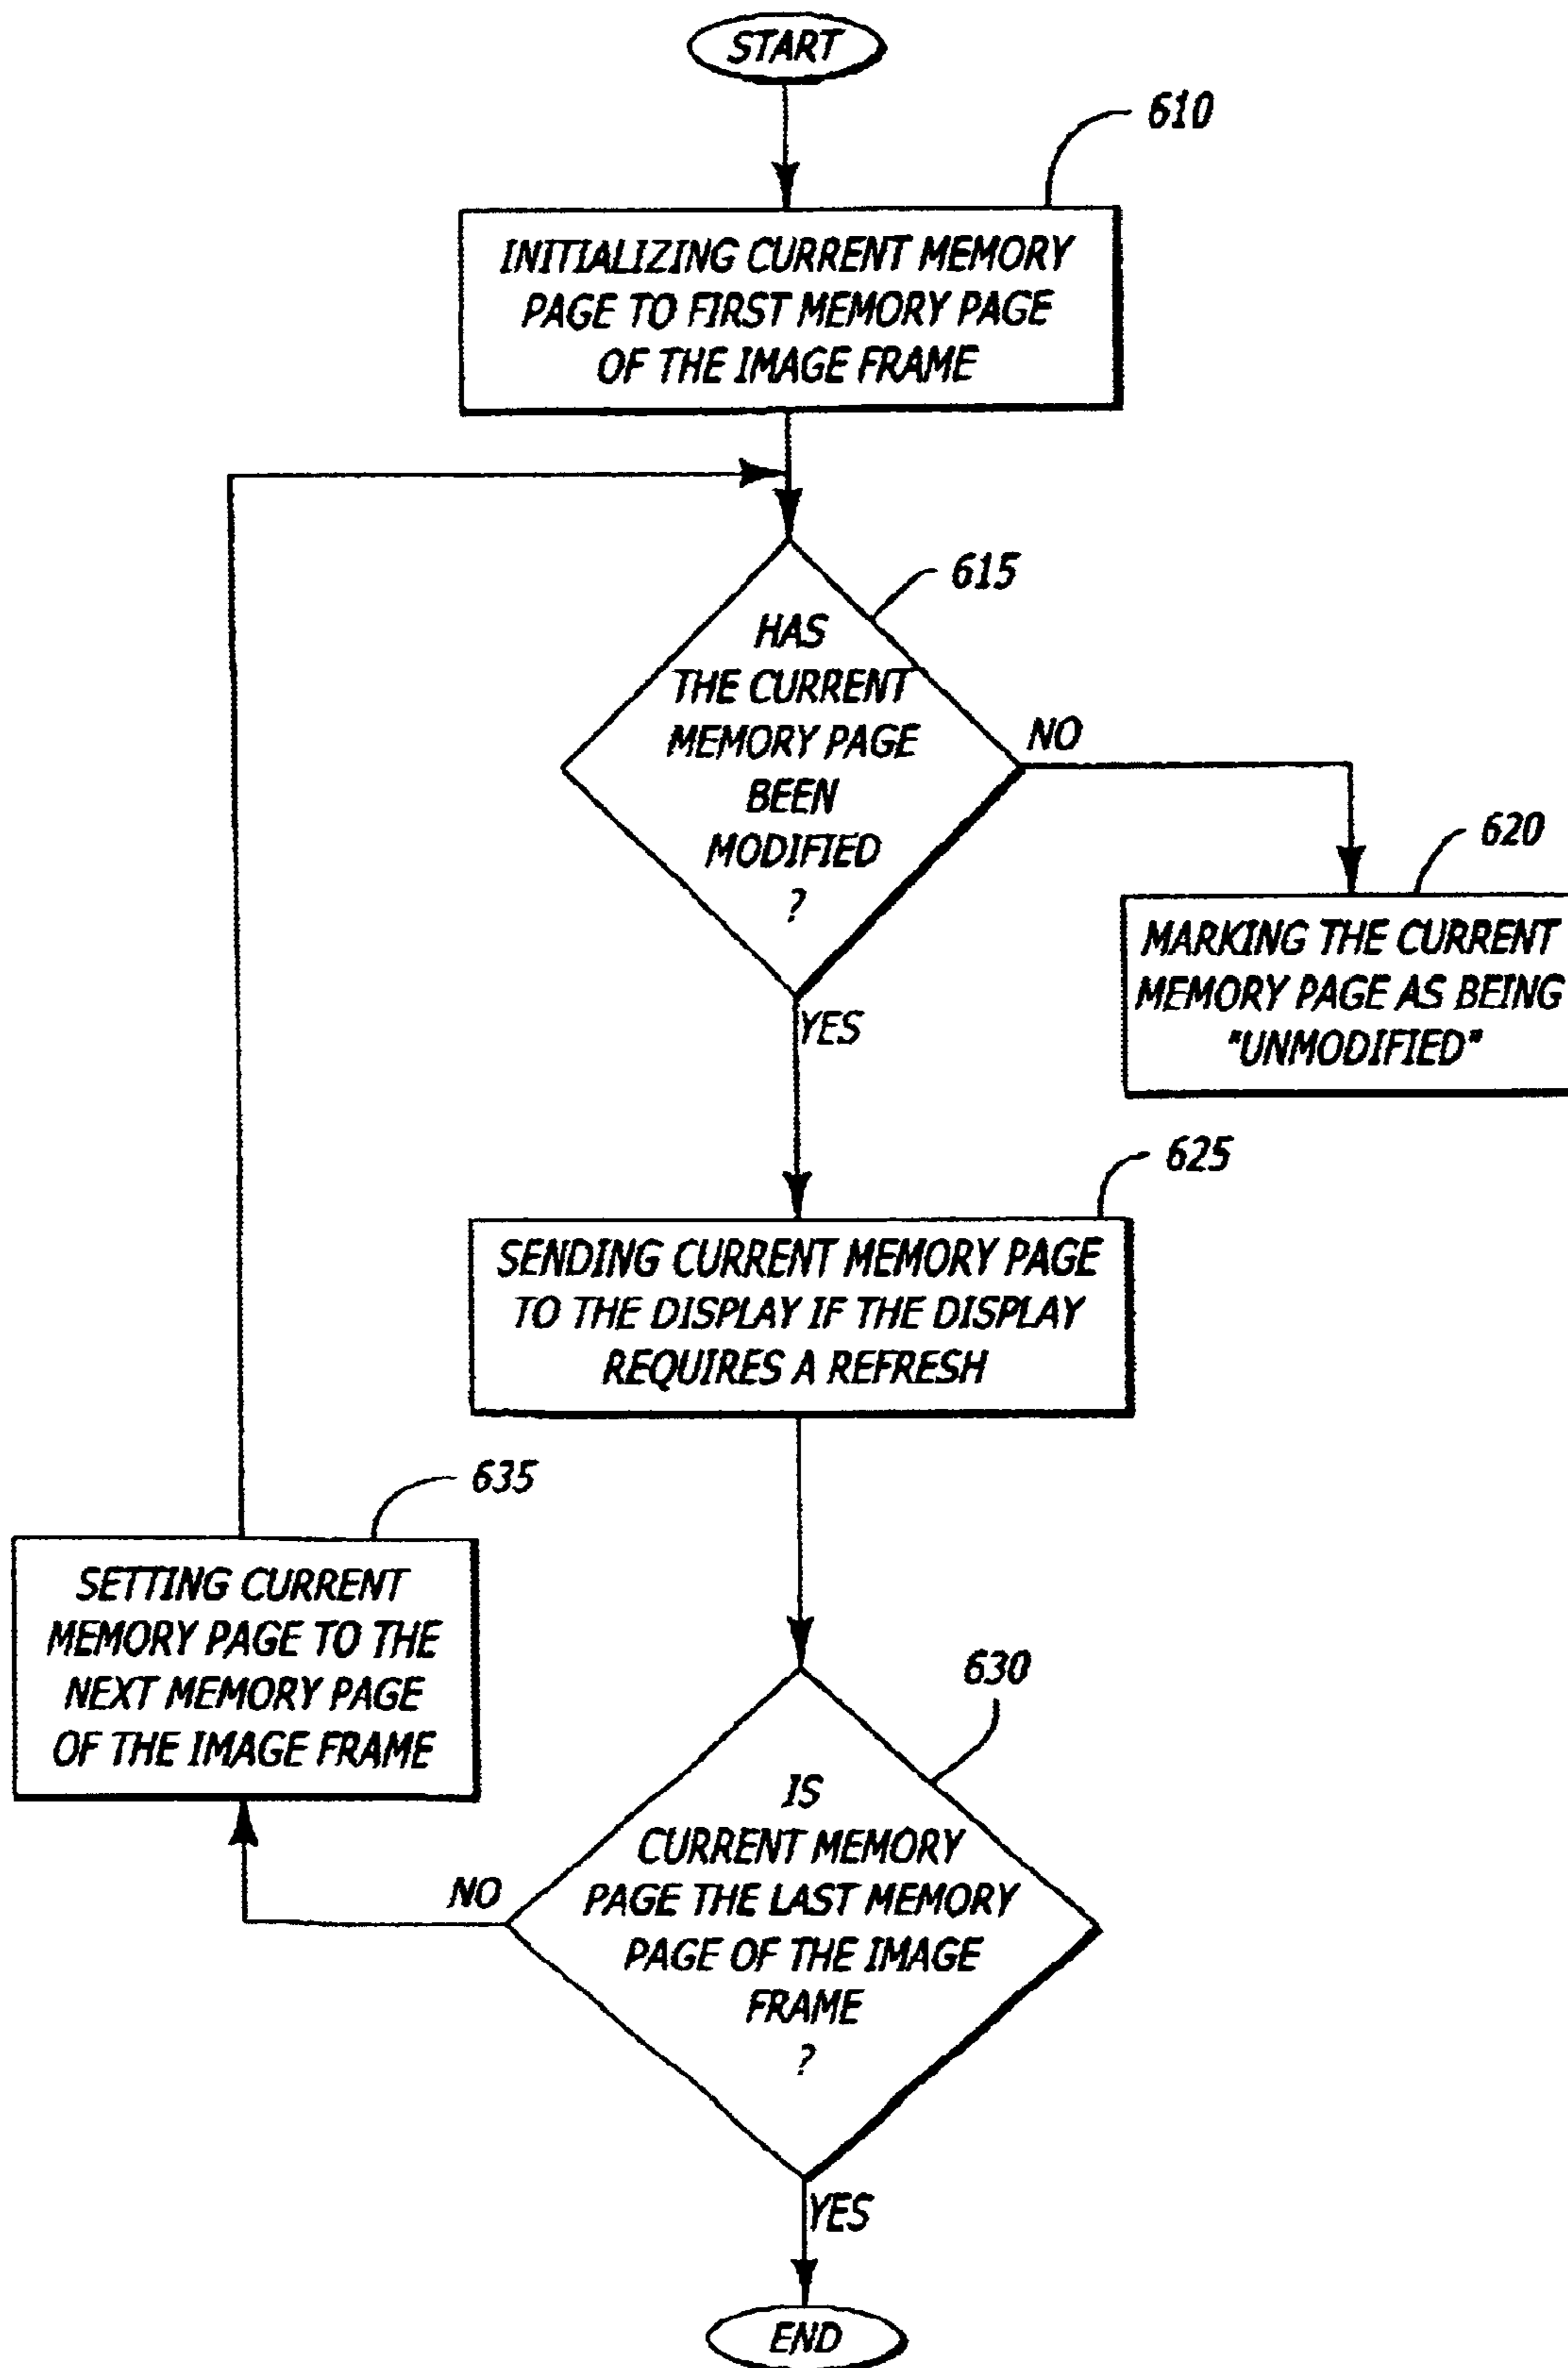 START
610
INITIALIZING CURRENT MEMORY
PAGE TO FIRST MEMORY PAGE
OF THE IMAGE FRAME
615
HAS
THE CURRENT
MEMORY PAGE
BEEN
MODIFIED
?
NO
620
MARKING THE CURRENT
MEMORY PAGE AS BEING
"UNMODIFIED"
YES
625
SENDING CURRENT MEMORY PAGE
TO THE DISPLAY IF THE DISPLAY
REQUIRES A REFRESH
635
SETTING CURRENT
MEMORY PAGE TO THE
NEXT MEMORY PAGE
OF THE IMAGE FRAME
630
IS
CURRENT MEMORY
PAGE THE LAST MEMORY
PAGE OF THE IMAGE
FRAME
?
NO
YES
END